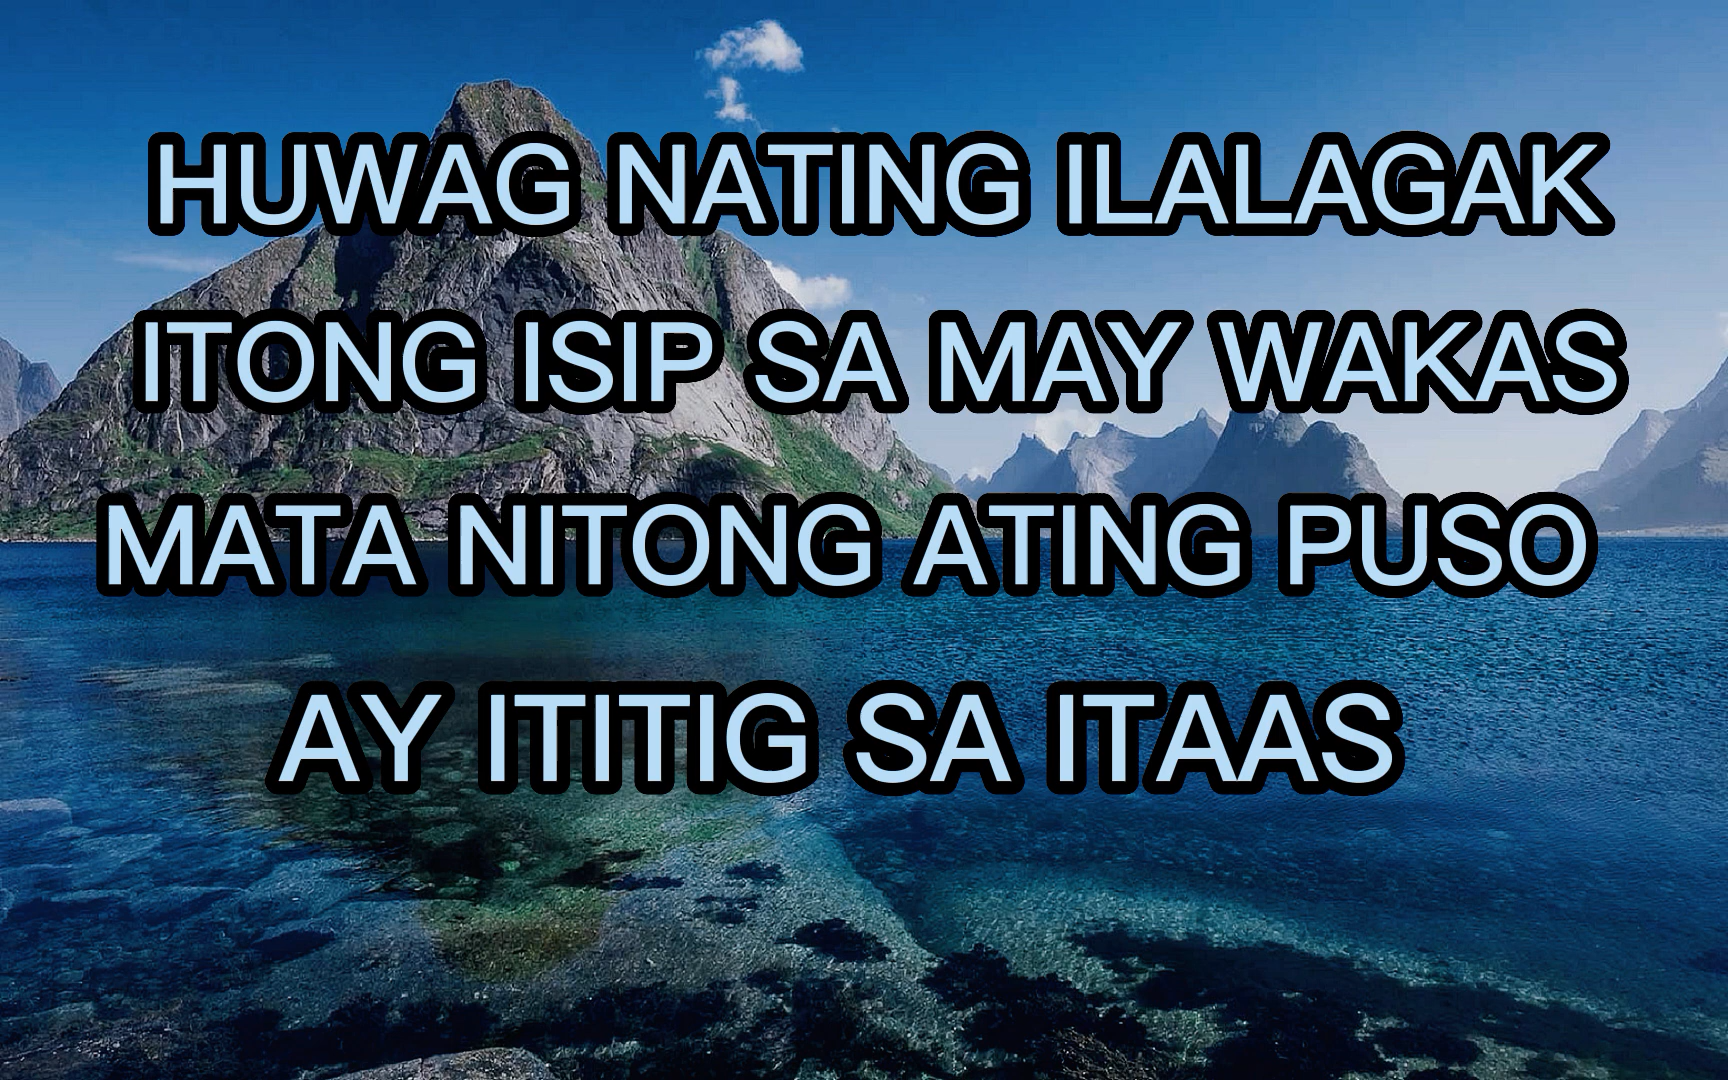 HUWAG NATING ILALAGAK
ITONG ISIP SA MAY WAKAS
MATA NITONG ATING PUSO
AY ITITIG SA ITAAS